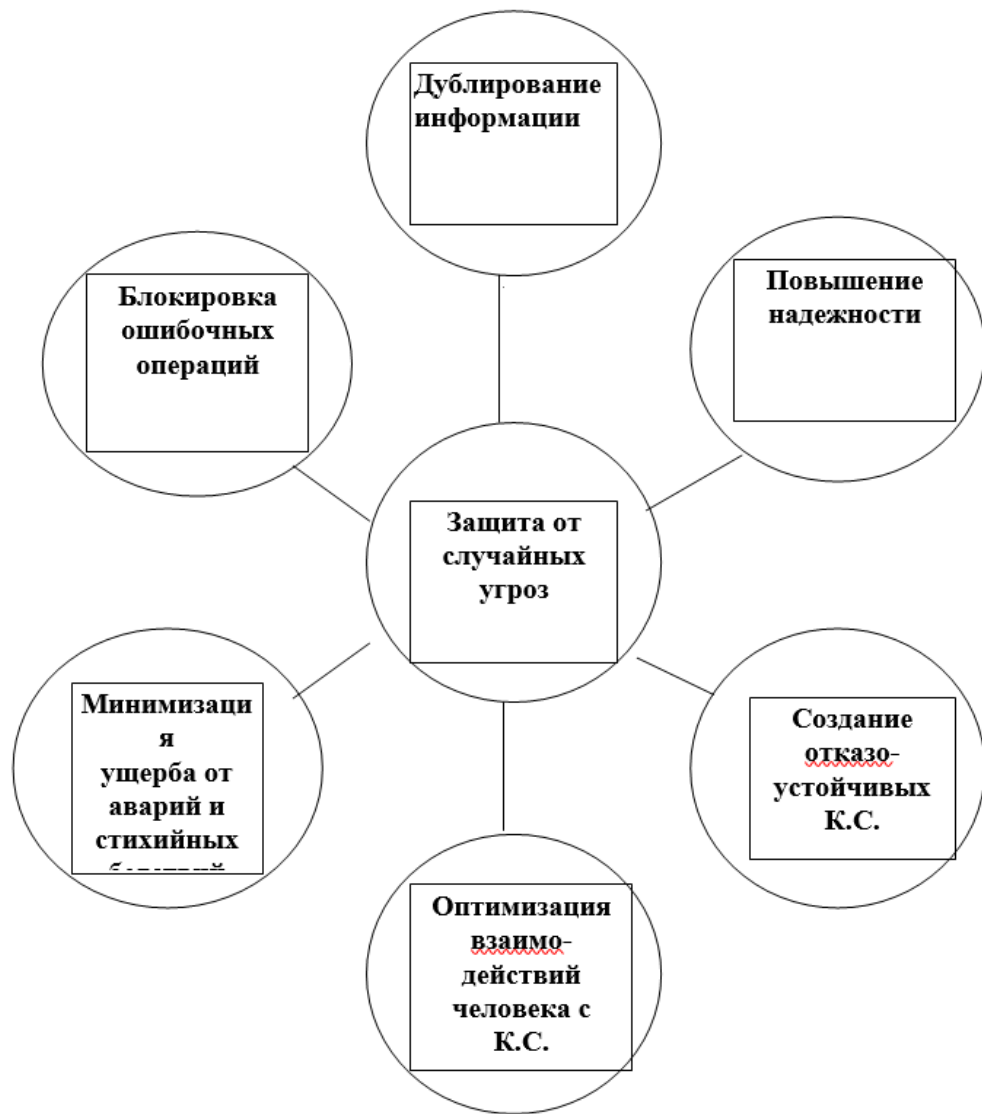 Дублирование
информации
Повышение
надежности
Блокировка
ошибочных
операций
Защита от
случайных
угроз
Минимизаци
я
ущерба от
аварий и
стихийных
Создание
отказо-
устойчивых
К.С.
Оптимизация
взаимо-
действий
человека с
К.С.